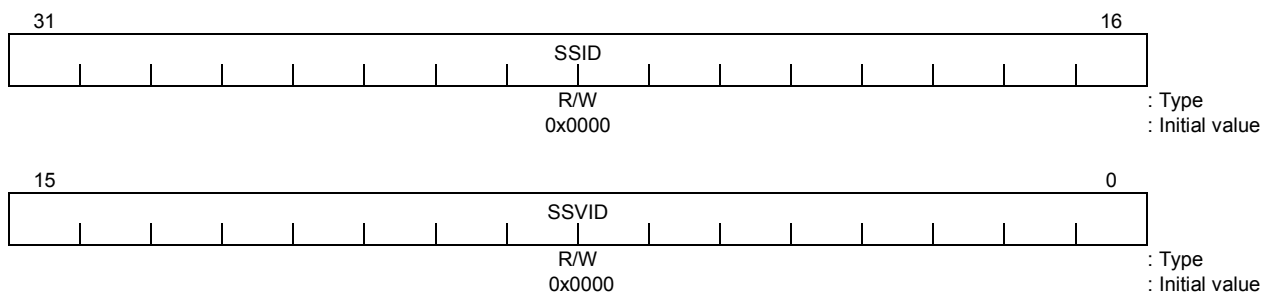 31 16
SSID
R/W : Type
0x0000 : Initial value
15 0
SSVID
R/W : Type
0x0000 : Initial value